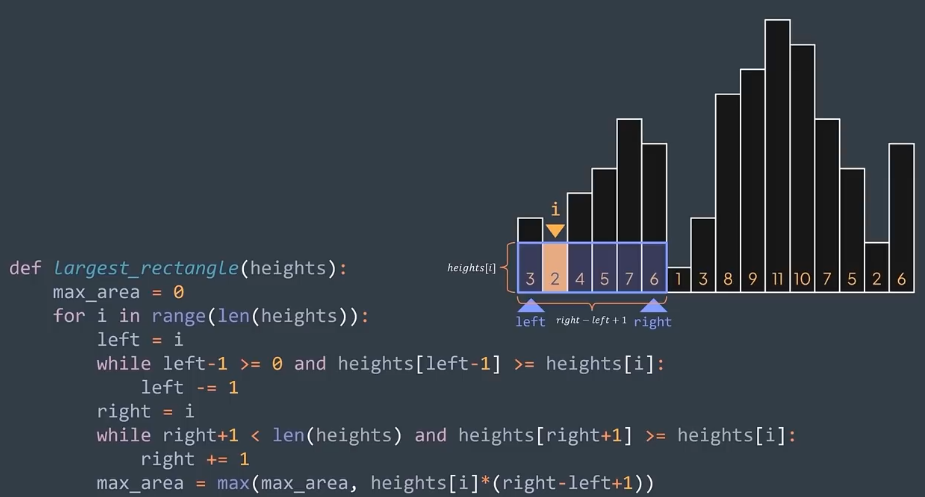 i
heights[i]
3 2 4 5 7 6 1 3 8 9 11 10 7 5 2 6
left right-left+1 right
def largest_rectangle(heights):
    max_area = 0
    for i in range(len(heights)):
        left = i
        while left-1 >= 0 and heights[left-1] >= heights[i]:
            left -= 1
        right = i
        while right+1 < len(heights) and heights[right+1] >= heights[i]:
            right += 1
        max_area = max(max_area, heights[i]*(right-left+1))